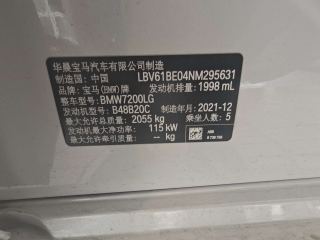 华晨宝马汽车有限公司制造
制造国：中国 LBV61BE04NM295631
品牌：宝马(BMW)牌 发动机排量：1998 mL
整车型号：BMW7200LG
发动机型号：B48B20C 制造年月：2021-12
最大允许总质量：2055 kg 乘坐人数：5
发动机最大净功率：115 kW
最大允许牵引质量：-- kg